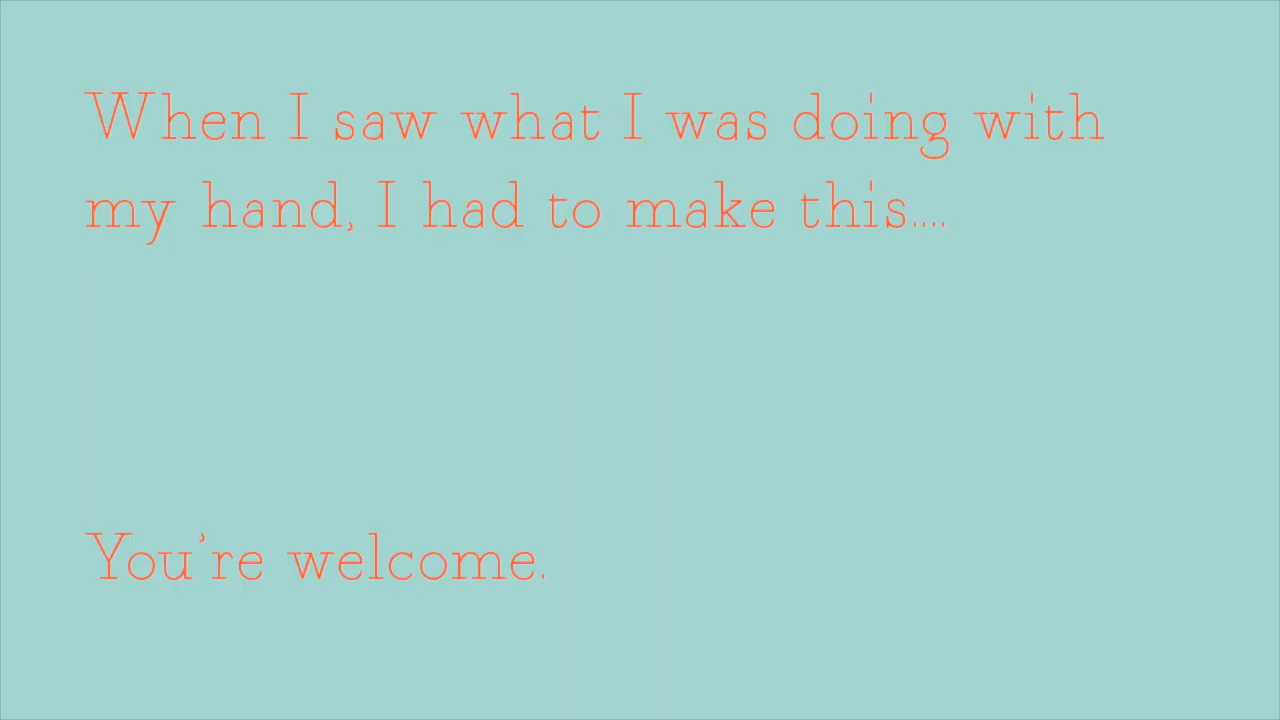 When I saw what I was doing with
my hand, I had to make this....
You're welcome.